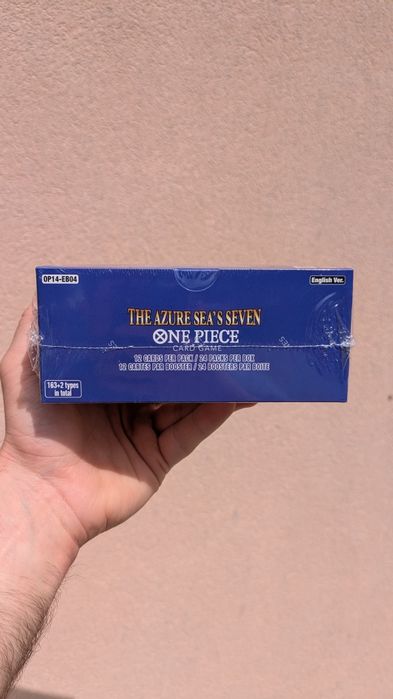 OP14-EB04
English Ver.
THE AZURE SEA'S SEVEN
ONE PIECE
CARD GAME
12 CARDS PER PACK / 24 PACKS PER BOX
12 CARTES PAR BOOSTER / 24 BOOSTERS PAR BOITE
163+2 types
in total